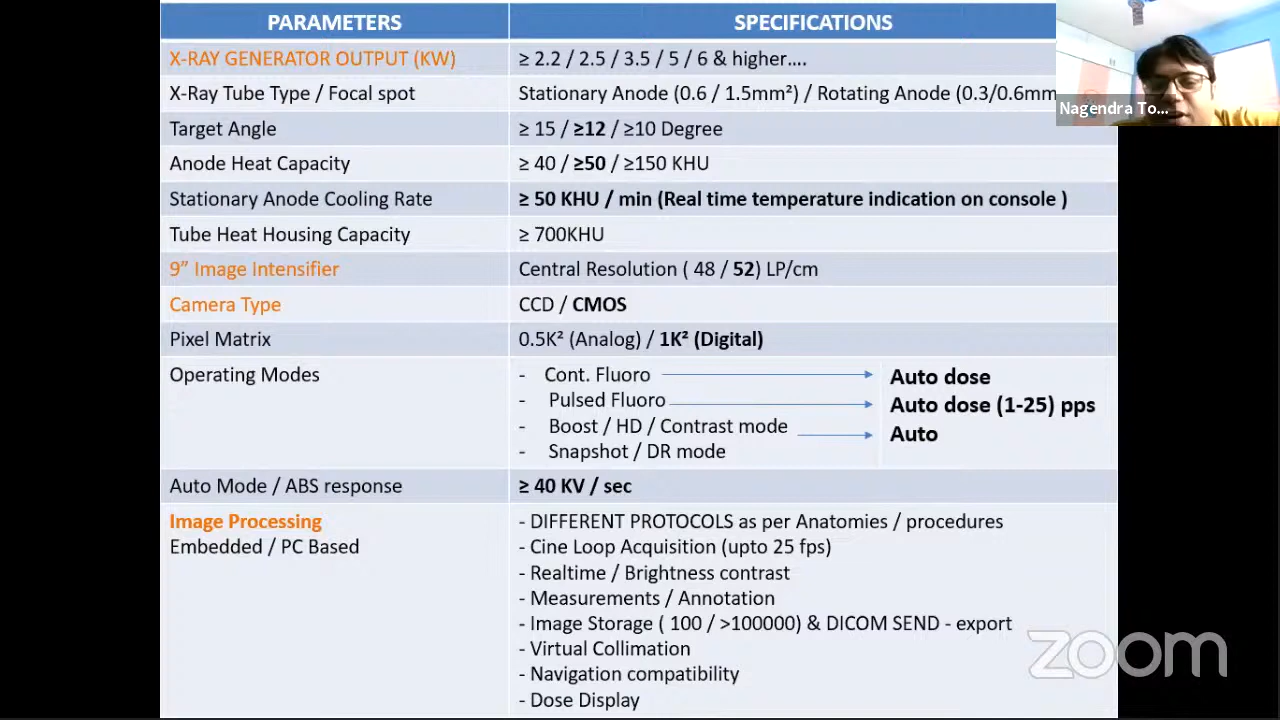 PARAMETERS SPECIFICATIONS
X-RAY GENERATOR OUTPUT (KW) ≥ 2.2 / 2.5 / 3.5 / 5 / 6 & higher....
X-Ray Tube Type / Focal spot Stationary Anode (0.6 / 1.5mm²) / Rotating Anode (0.3/0.6mm
Nagendra To...
Target Angle ≥ 15 / ≥12 / ≥10 Degree
Anode Heat Capacity ≥ 40 / ≥50 / ≥150 KHU
Stationary Anode Cooling Rate ≥ 50 KHU / min (Real time temperature indication on console )
Tube Heat Housing Capacity ≥ 700KHU
9” Image Intensifier Central Resolution ( 48 / 52) LP/cm
Camera Type CCD / CMOS
Pixel Matrix 0.5K² (Analog) / 1K² (Digital)
Operating Modes - Cont. Fluoro Auto dose
- Pulsed Fluoro Auto dose (1-25) pps
- Boost / HD / Contrast mode Auto
- Snapshot / DR mode
Auto Mode / ABS response ≥ 40 KV / sec
Image Processing - DIFFERENT PROTOCOLS as per Anatomies / procedures
Embedded / PC Based - Cine Loop Acquisition (upto 25 fps)
- Realtime / Brightness contrast
- Measurements / Annotation
- Image Storage ( 100 / >100000) & DICOM SEND - export
- Virtual Collimation
- Navigation compatibility
- Dose Display
zoom